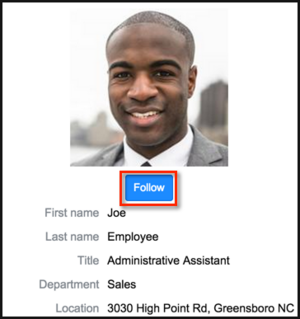 Follow
First name Joe
Last name Employee
Title Administrative Assistant
Department Sales
Location 3030 High Point Rd, Greensboro NC